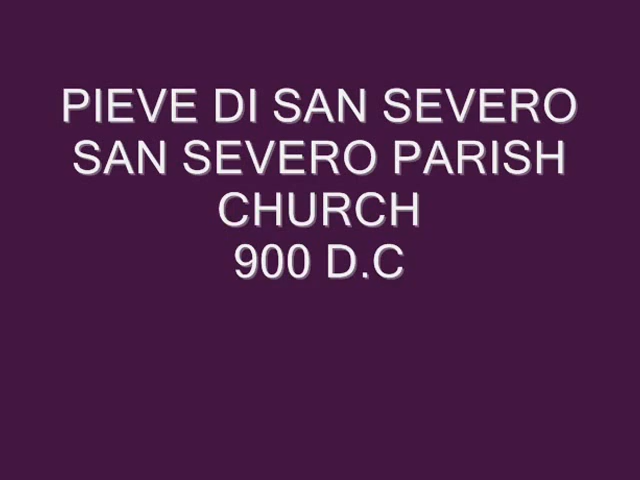 PIEVE DI SAN SEVERO
SAN SEVERO PARISH
CHURCH
900 D.C